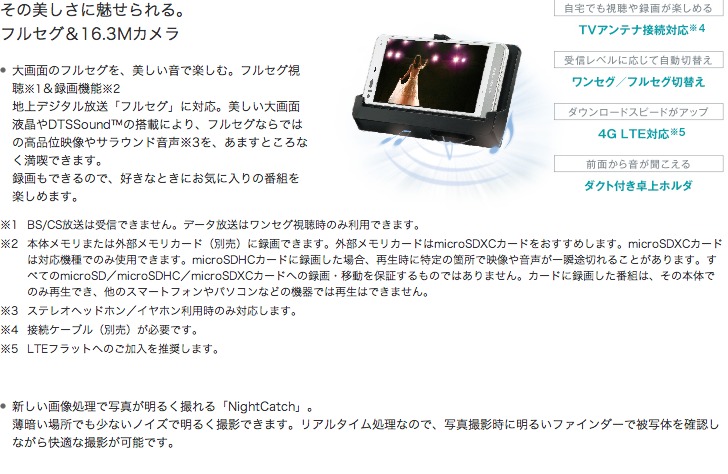 その美しさに魅せられる。
フルセグ＆16.3Mカメラ
● 大画面のフルセグを、美しい音で楽しむ。フルセグ視
聴※1＆録画機能※2
地上デジタル放送「フルセグ」に対応。美しい大画面
液晶やDTSSound™の搭載により、フルセグならでは
の高品位映像やサラウンド音声※3を、あますところな
く満喫できます。
録画もできるので、好きなときにお気に入りの番組を
楽しめます。
自宅でも視聴や録画が楽しめる
TVアンテナ接続対応※4
受信レベルに応じて自動切替え
ワンセグ／フルセグ切替え
ダウンロードスピードがアップ
4G LTE対応※5
前面から音が聞こえる
ダクト付き卓上ホルダ
※1 BS/CS放送は受信できません。データ放送はワンセグ視聴時のみ利用できます。
※2 本体メモリまたは外部メモリカード（別売）に録画できます。外部メモリカードはmicroSDXCカードをおすすめします。microSDXCカード
は対応機種でのみ使用できます。microSDHCカードに録画した場合、再生時に特定の箇所で映像や音声が一瞬途切れることがあります。す
べてのmicroSD／microSDHC／microSDXCカードへの録画・移動を保証するものではありません。カードに録画した番組は、その本体で
のみ再生でき、他のスマートフォンやパソコンなどの機器では再生はできません。
※3 ステレオヘッドホン／イヤホン利用時のみ対応します。
※4 接続ケーブル（別売）が必要です。
※5 LTEフラットへのご加入を推奨します。
● 新しい画像処理で写真が明るく撮れる「NightCatch」。
薄暗い場所でも少ないノイズで明るく撮影できます。リアルタイム処理なので、写真撮影時に明るいファインダーで被写体を確認し
ながら快適な撮影が可能です。